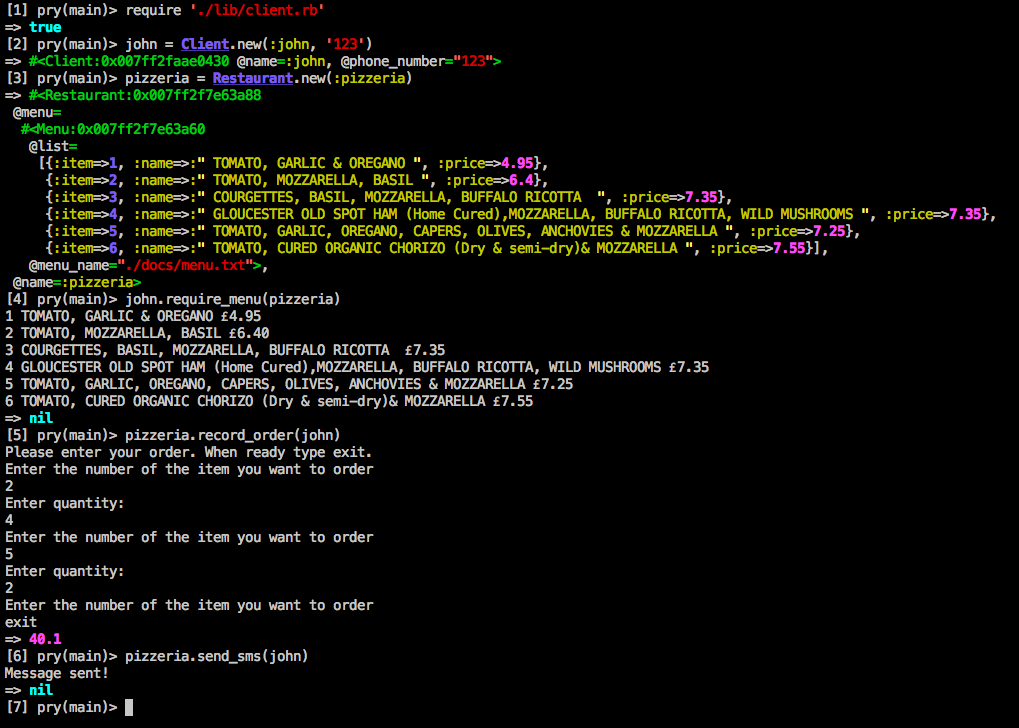 [1] pry(main)> require './lib/client.rb'
=> true
[2] pry(main)> john = Client.new(:john, '123')
=> #<Client:0x007ff2faae0430 @name=:john, @phone_number="123">
[3] pry(main)> pizzeria = Restaurant.new(:pizzeria)
=> #<Restaurant:0x007ff2f7e63a88
 @menu=
  #<Menu:0x007ff2f7e63a60
   @list=
    [{:item=>1, :name=>:" TOMATO, GARLIC & OREGANO ", :price=>4.95},
     {:item=>2, :name=>:" TOMATO, MOZZARELLA, BASIL ", :price=>6.4},
     {:item=>3, :name=>:" COURGETTES, BASIL, MOZZARELLA, BUFFALO RICOTTA  ", :price=>7.35},
     {:item=>4, :name=>:" GLOUCESTER OLD SPOT HAM (Home Cured),MOZZARELLA, BUFFALO RICOTTA, WILD MUSHROOMS ", :price=>7.35},
     {:item=>5, :name=>:" TOMATO, GARLIC, OREGANO, CAPERS, OLIVES, ANCHOVIES & MOZZARELLA ", :price=>7.25},
     {:item=>6, :name=>:" TOMATO, CURED ORGANIC CHORIZO (Dry & semi-dry)& MOZZARELLA ", :price=>7.55}],
   @menu_name="./docs/menu.txt">,
 @name=:pizzeria>
[4] pry(main)> john.require_menu(pizzeria)
1 TOMATO, GARLIC & OREGANO £4.95
2 TOMATO, MOZZARELLA, BASIL £6.40
3 COURGETTES, BASIL, MOZZARELLA, BUFFALO RICOTTA  £7.35
4 GLOUCESTER OLD SPOT HAM (Home Cured),MOZZARELLA, BUFFALO RICOTTA, WILD MUSHROOMS £7.35
5 TOMATO, GARLIC, OREGANO, CAPERS, OLIVES, ANCHOVIES & MOZZARELLA £7.25
6 TOMATO, CURED ORGANIC CHORIZO (Dry & semi-dry)& MOZZARELLA £7.55
=> nil
[5] pry(main)> pizzeria.record_order(john)
Please enter your order. When ready type exit.
Enter the number of the item you want to order
2
Enter quantity:
4
Enter the number of the item you want to order
5
Enter quantity:
2
Enter the number of the item you want to order
exit
=> 40.1
[6] pry(main)> pizzeria.send_sms(john)
Message sent!
=> nil
[7] pry(main)>